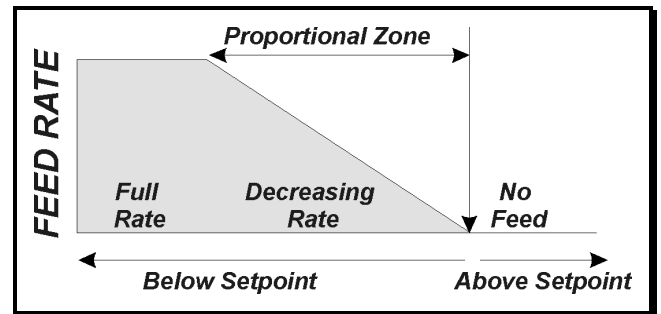 Proportional Zone
FEED RATE
Full
Rate
Decreasing
Rate
No
Feed
Below Setpoint
Above Setpoint